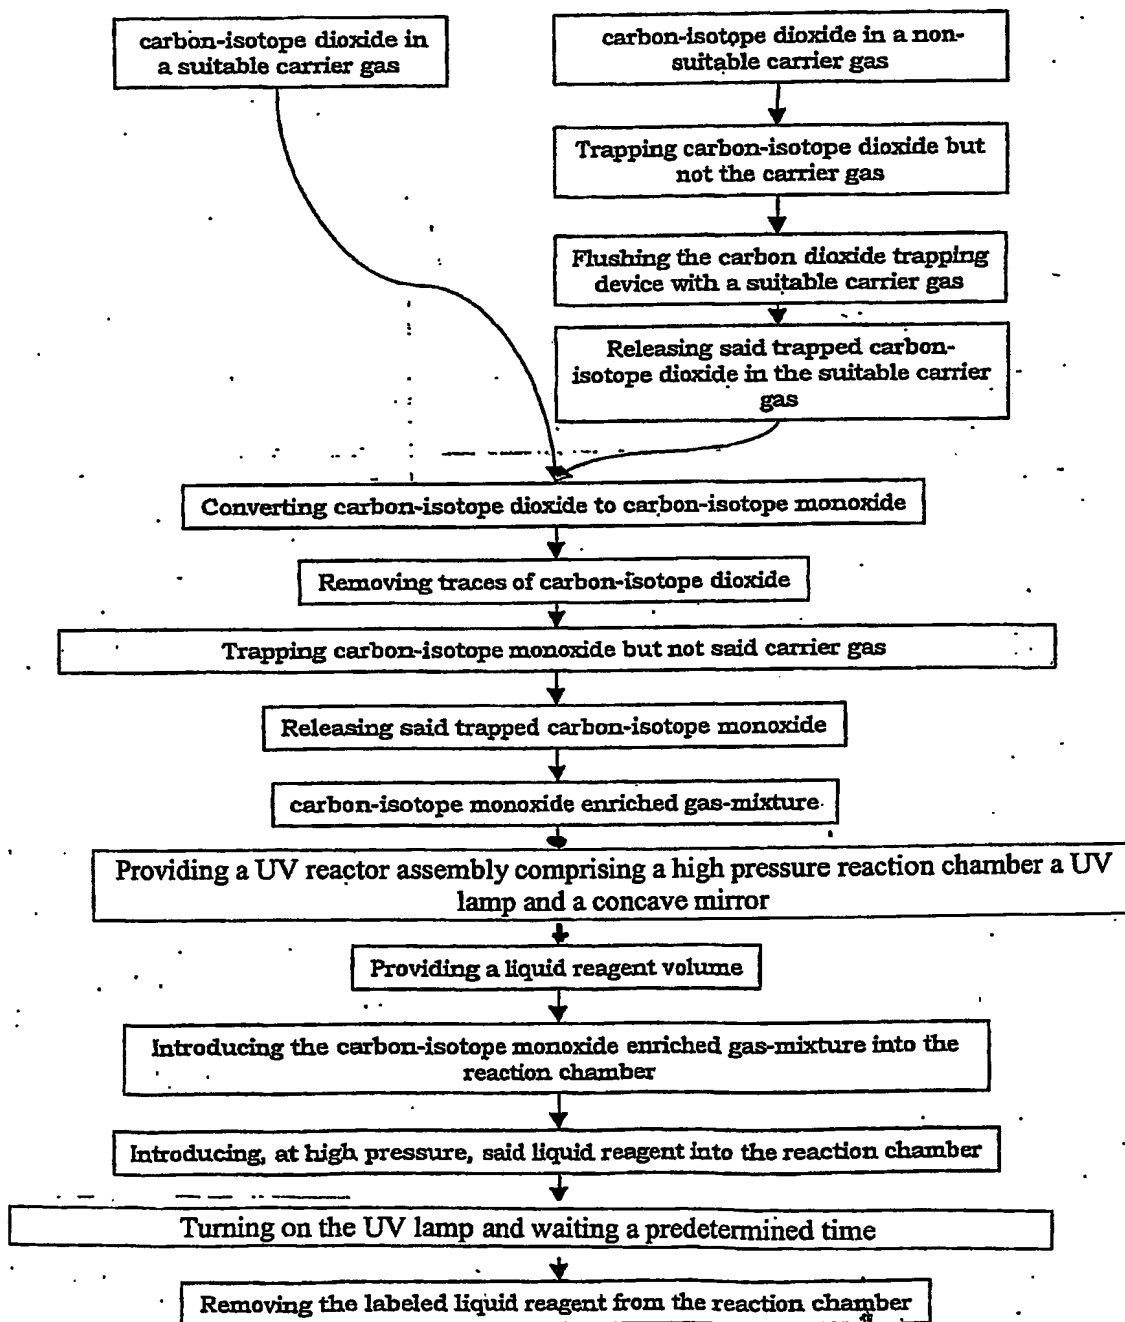 carbon-isotope dioxide in
a suitable carrier gas
carbon-isotope dioxide in a non-
suitable carrier gas
Trapping carbon-isotope dioxide but
not the carrier gas
Flushing the carbon dioxide trapping
device with a suitable carrier gas
Releasing said trapped carbon-
isotope dioxide in the suitable carrier
gas
Converting carbon-isotope dioxide to carbon-isotope monoxide
Removing traces of carbon-isotope dioxide
Trapping carbon-isotope monoxide but not said carrier gas
Releasing said trapped carbon-isotope monoxide
carbon-isotope monoxide enriched gas-mixture
Providing a UV reactor assembly comprising a high pressure reaction chamber a UV
lamp and a concave mirror
Providing a liquid reagent volume
Introducing the carbon-isotope monoxide enriched gas-mixture into the
reaction chamber
Introducing, at high pressure, said liquid reagent into the reaction chamber
Turning on the UV lamp and waiting a predetermined time
Removing the labeled liquid reagent from the reaction chamber